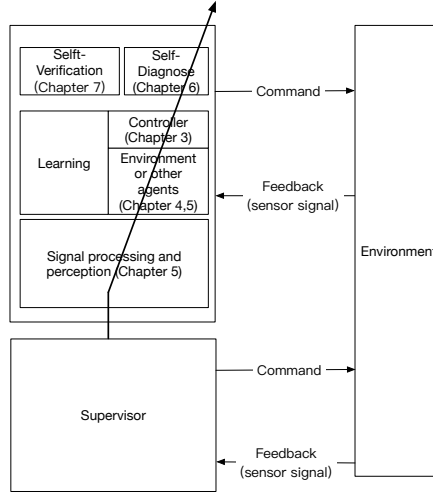 Selft-
Verification
(Chapter 7)
Self-
Diagnose
(Chapter 6)
Command
Learning
Controller
(Chapter 3)
Environment
or other
agents
(Chapter 4,5)
Feedback
(sensor signal)
Signal processing and
perception (Chapter 5)
Environment
Supervisor
Command
Feedback
(sensor signal)